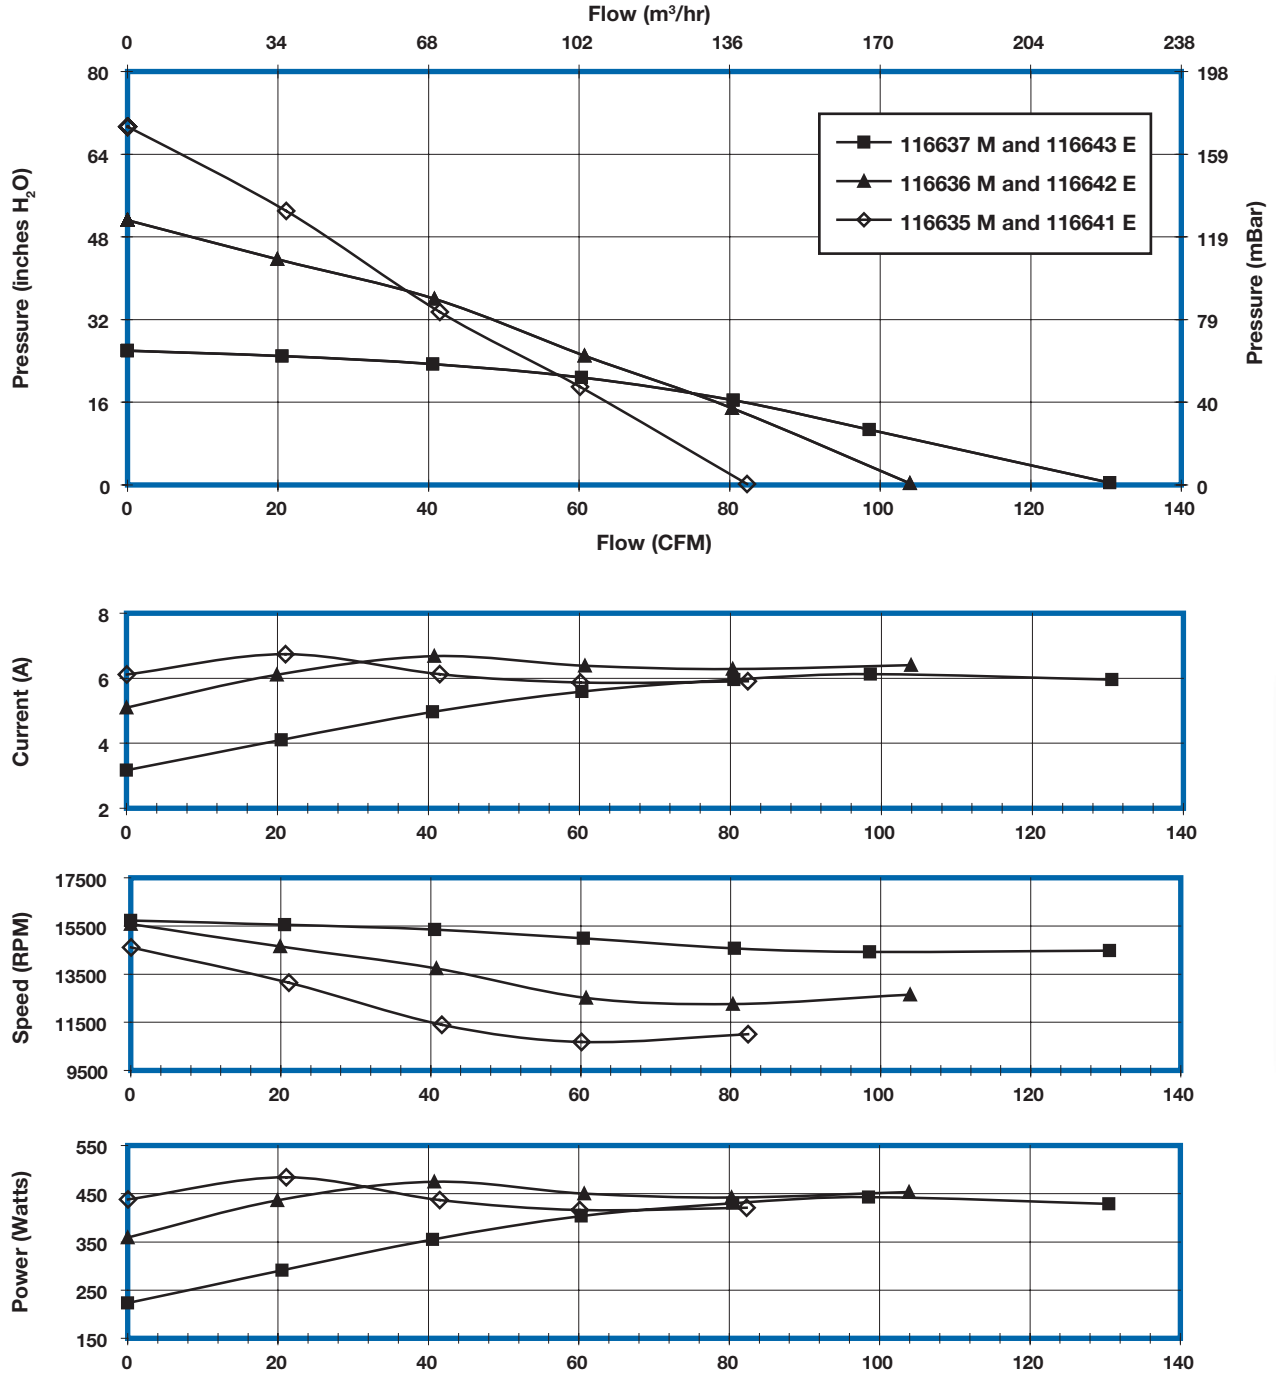 Flow (m³/hr)
0 34 68 102 136 170 204 238
80 198
64 159
48 119
32 79
16 40
0 0
Pressure (inches H₂O)
Pressure (mBar)
116637 M and 116643 E
116636 M and 116642 E
116635 M and 116641 E
0 20 40 60 80 100 120 140
Flow (CFM)
Current (A)
8
6
4
2
0 20 40 60 80 100 120 140
Speed (RPM)
17500
15500
13500
11500
9500
0 20 40 60 80 100 120 140
Power (Watts)
550
450
350
250
150
0 20 40 60 80 100 120 140